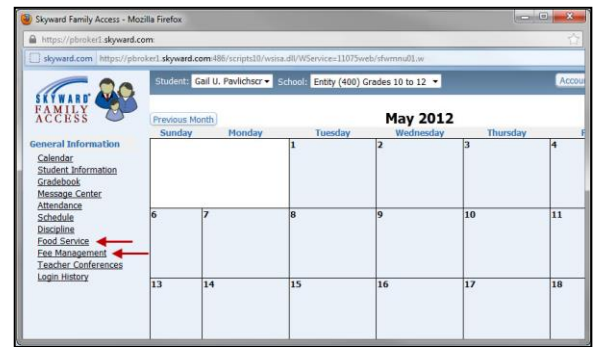 Skyward Family Access - Mozilla Firefox
https://pbroker1.skyward.com
skyward.com https://pbroker1.skyward.com:486/scripts10/wsisa.dll/WService=11075web/sfwmnu01.w
Student: Gail U. Pavlichscr School: Entity (400) Grades 10 to 12 Accou
SKYWARD
FAMILY
ACCESS
Previous Month May 2012
Sunday Monday Tuesday Wednesday Thursday F
General Information
Calendar
Student Information
Gradebook
Message Center
Attendance
Schedule
Discipline
Food Service
Fee Management
Teacher Conferences
Login History
1 2 3 4
6 7 8 9 10 11
13 14 15 16 17 18